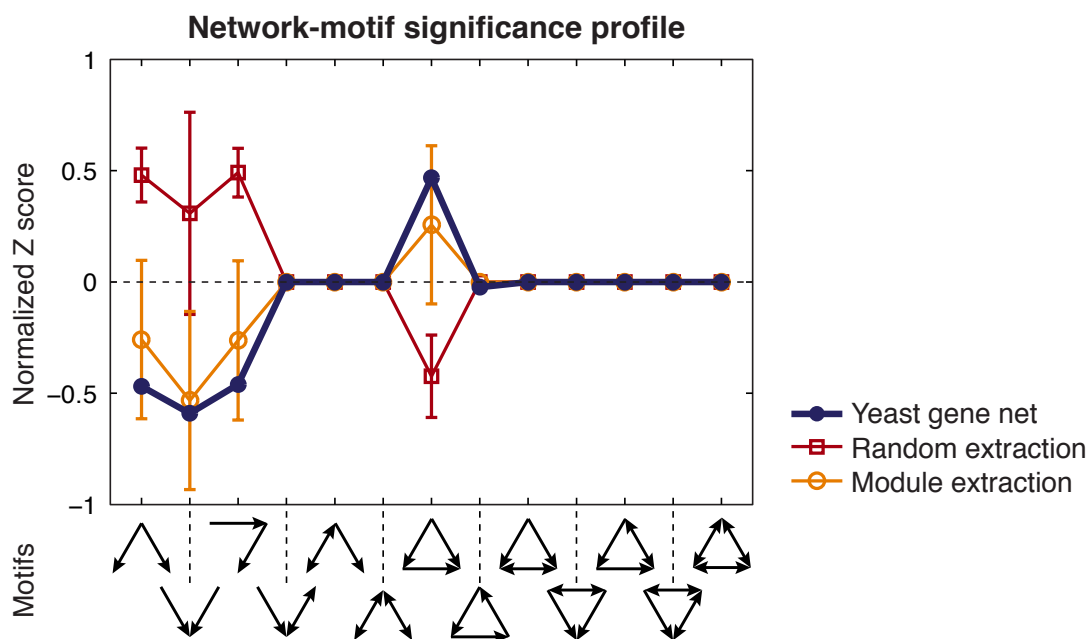 Network-motif significance profile
Normalized Z score
1
0.5
0
−0.5
−1
Yeast gene net
Random extraction
Module extraction
Motifs